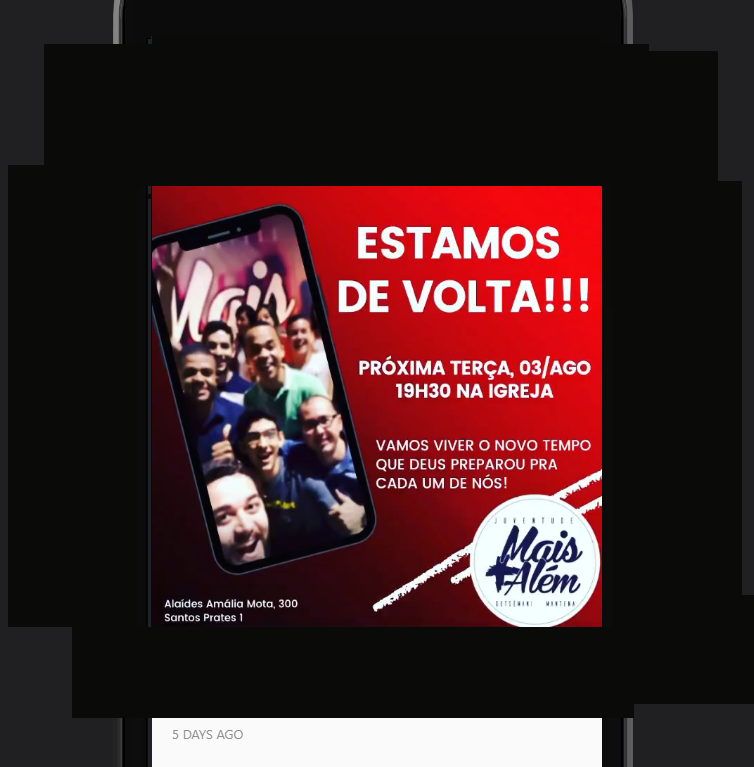 Mais
ESTAMOS
DE VOLTA!!!
PRÓXIMA TERÇA, 03/AGO
19H30 NA IGREJA
VAMOS VIVER O NOVO TEMPO
QUE DEUS PREPAROU PRA
CADA UM DE NÓS!
JUVENTUDE
Mais
+Além
GETSÊMANI MANTENA
Alaídes Amália Mota, 300
Santos Prates 1
5 DAYS AGO